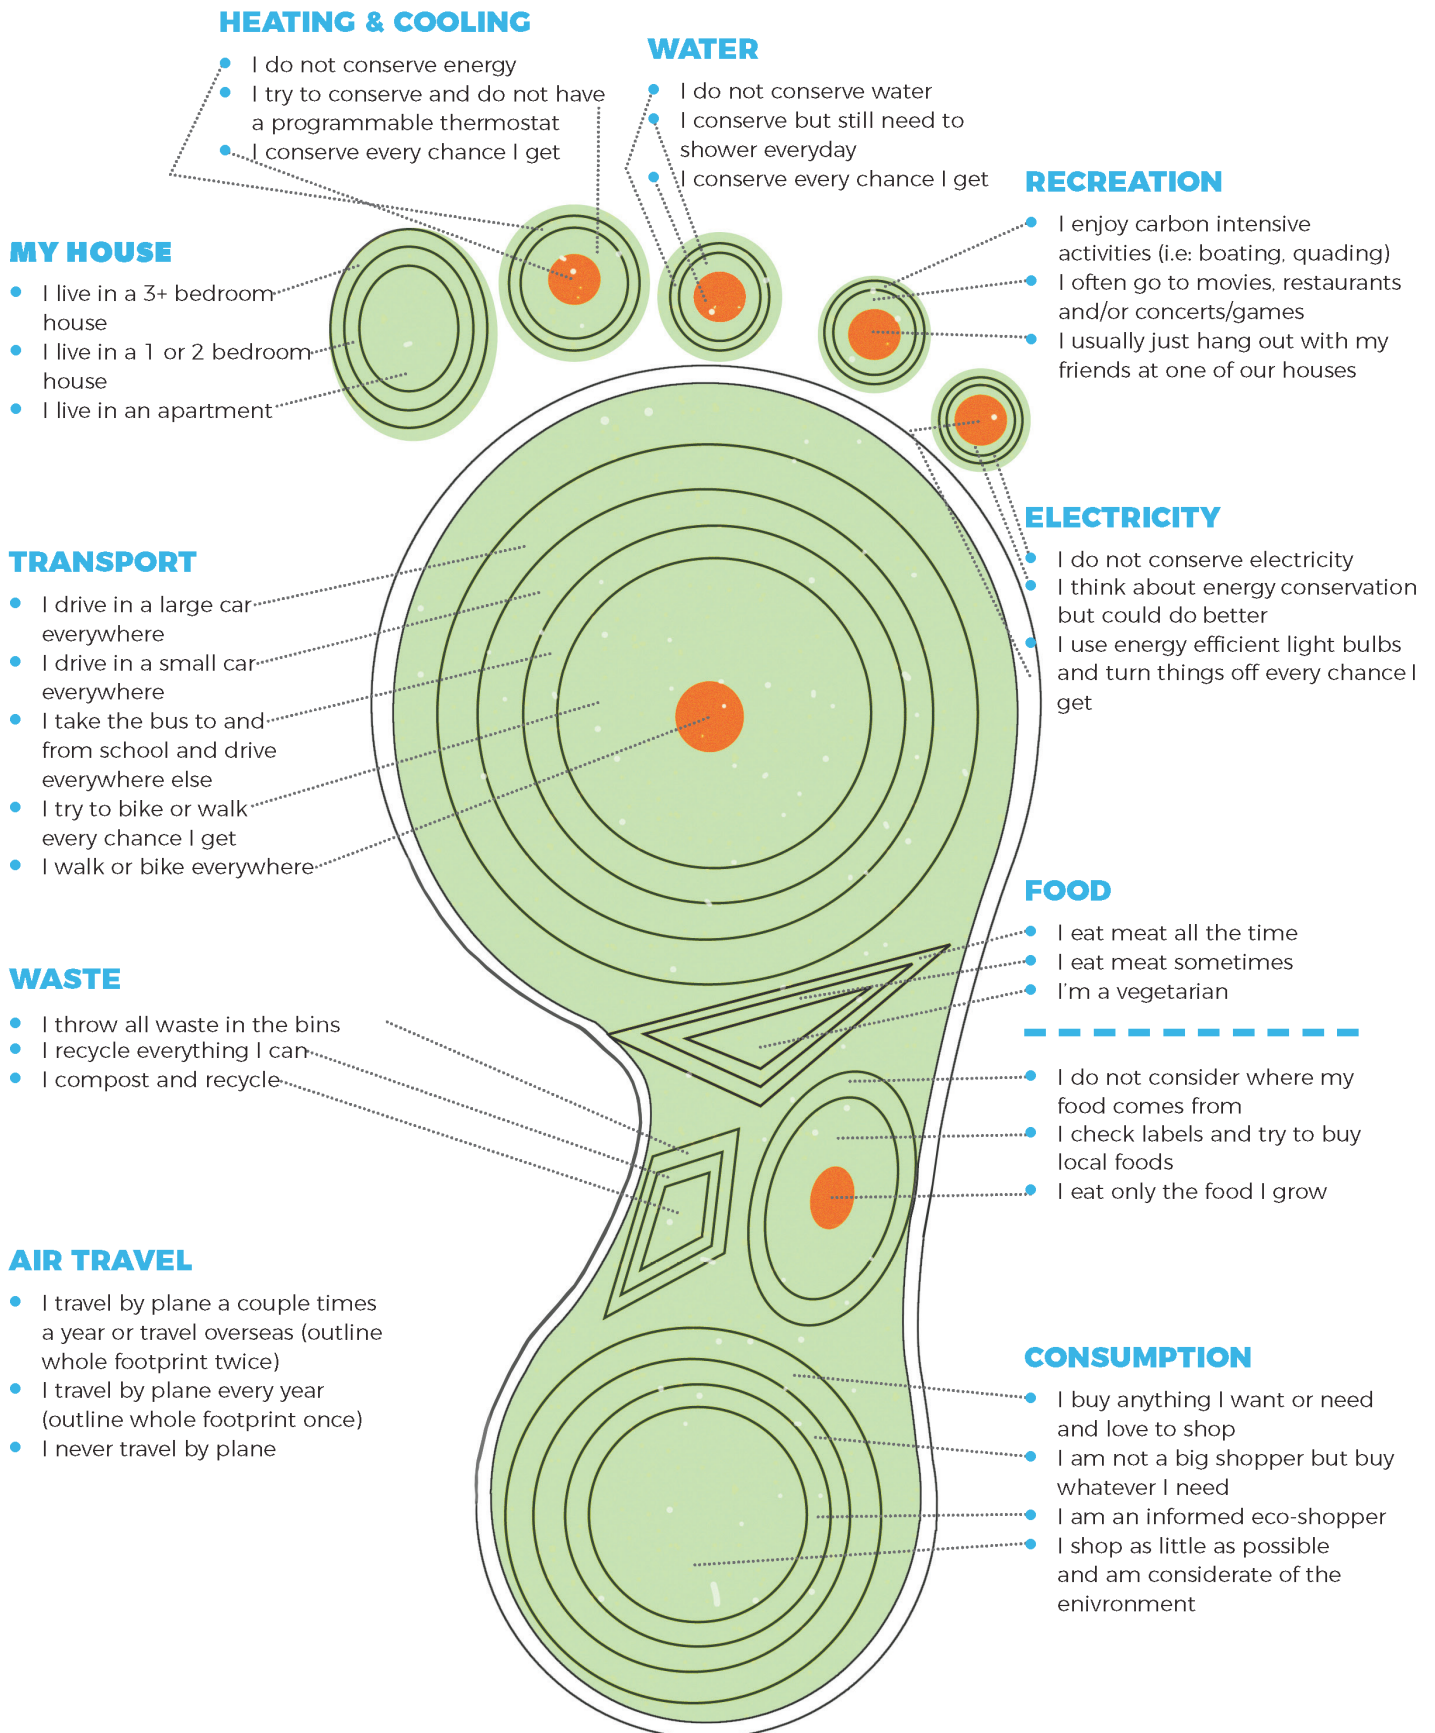 HEATING & COOLING
I do not conserve energy
I try to conserve and do not have
a programmable thermostat
I conserve every chance I get
WATER
I do not conserve water
I conserve but still need to
shower everyday
I conserve every chance I get
RECREATION
I enjoy carbon intensive
activities (i.e: boating, quading)
I often go to movies, restaurants
and/or concerts/games
I usually just hang out with my
friends at one of our houses
MY HOUSE
I live in a 3+ bedroom
house
I live in a 1 or 2 bedroom
house
I live in an apartment
ELECTRICITY
I do not conserve electricity
I think about energy conservation
but could do better
I use energy efficient light bulbs
and turn things off every chance I
get
TRANSPORT
I drive in a large car
everywhere
I drive in a small car
everywhere
I take the bus to and
from school and drive
everywhere else
I try to bike or walk
every chance I get
I walk or bike everywhere
FOOD
I eat meat all the time
I eat meat sometimes
I'm a vegetarian
I do not consider where my
food comes from
I check labels and try to buy
local foods
I eat only the food I grow
WASTE
I throw all waste in the bins
I recycle everything I can
I compost and recycle
AIR TRAVEL
I travel by plane a couple times
a year or travel overseas (outline
whole footprint twice)
I travel by plane every year
(outline whole footprint once)
I never travel by plane
CONSUMPTION
I buy anything I want or need
and love to shop
I am not a big shopper but buy
whatever I need
I am an informed eco-shopper
I shop as little as possible
and am considerate of the
enivronment